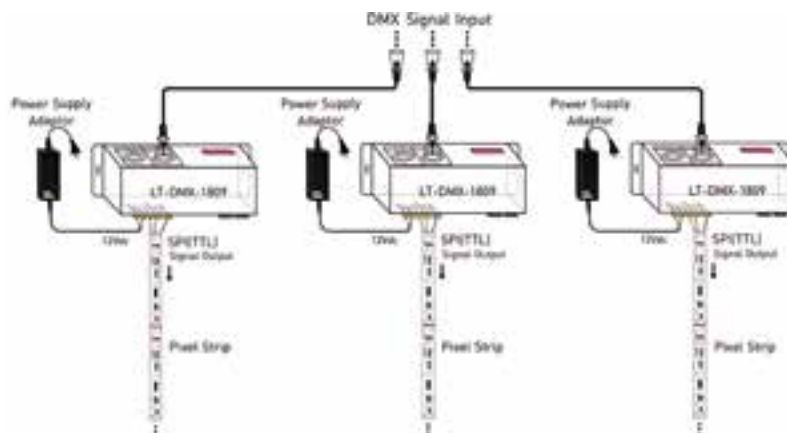 DMX Signal Input
Power Supply
Adaptor
LT-DMX-1809
12Vdc
SPI(TTL)
Signal Output
Pixel Strip
Power Supply
Adaptor
LT-DMX-1809
12Vdc
SPI(TTL)
Signal Output
Pixel Strip
Power Supply
Adaptor
LT-DMX-1809
12Vdc
SPI(TTL)
Signal Output
Pixel Strip